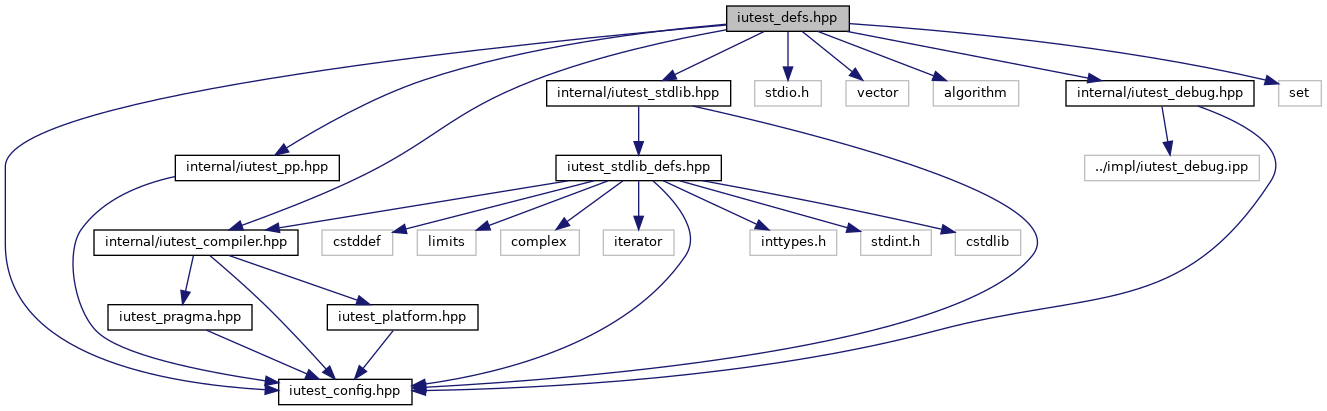 iutest_defs.hpp
internal/iutest_stdlib.hpp
stdio.h
vector
algorithm
internal/iutest_debug.hpp
set
internal/iutest_pp.hpp
iutest_stdlib_defs.hpp
../impl/iutest_debug.ipp
internal/iutest_compiler.hpp
cstddef
limits
complex
iterator
inttypes.h
stdint.h
cstdlib
iutest_pragma.hpp
iutest_platform.hpp
iutest_config.hpp